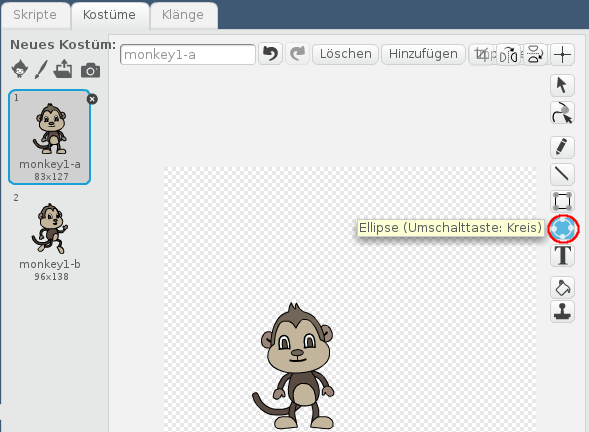 Skripte
Kostüme
Klänge
Neues Kostüm:
monkey1-a
Löschen
Hinzufügen
1
monkey1-a
83x127
2
monkey1-b
96x138
Ellipse (Umschalttaste: Kreis)
T